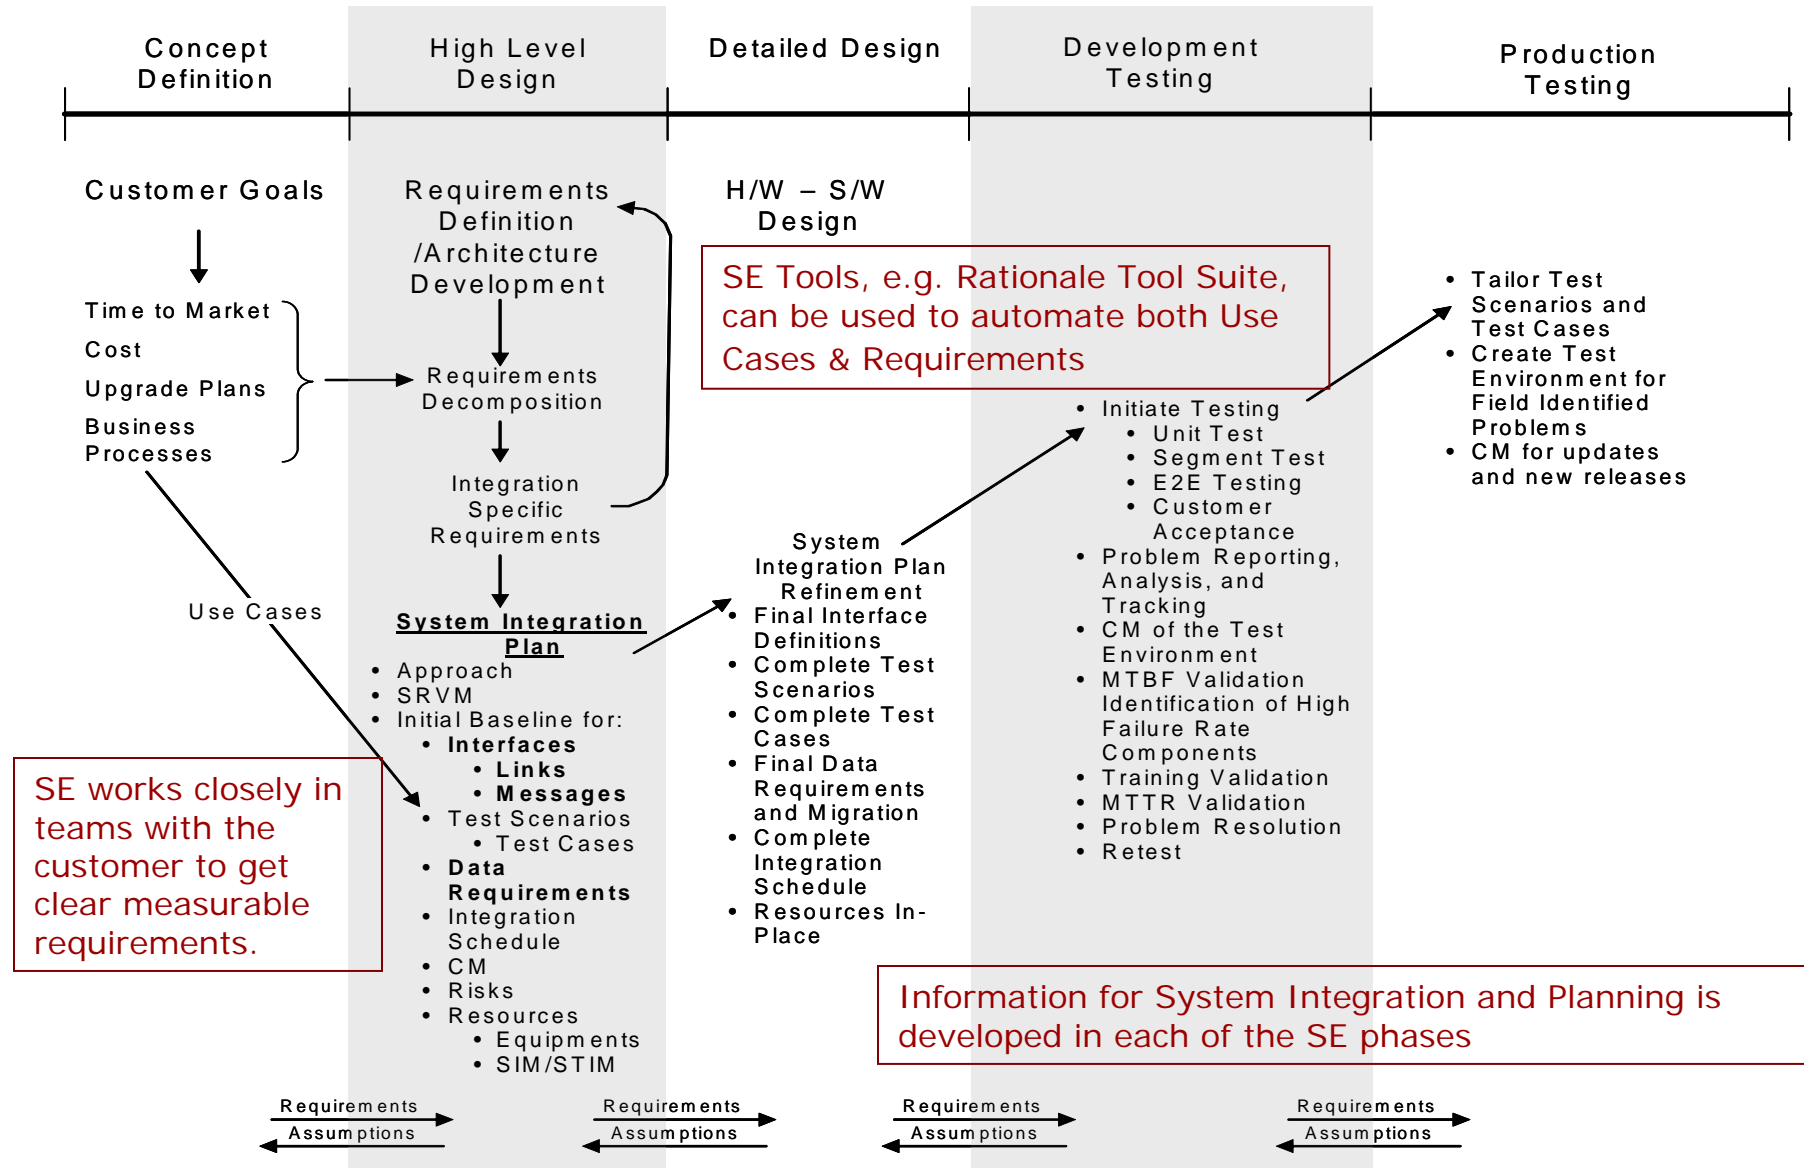 Concept
Definition
High Level
Design
Detailed Design
Development
Testing
Production
Testing
Customer Goals
Time to Market
Cost
Upgrade Plans
Business
Processes
Use Cases
SE works closely in
teams with the
customer to get
clear measurable
requirements.
Requirements
Definition
/Architecture
Development
Requirements
Decomposition
Integration
Specific
Requirements
System Integration
Plan
• Approach
• SRVM
• Initial Baseline for:
• Interfaces
• Links
• Messages
• Test Scenarios
• Test Cases
• Data
Requirements
• Integration
Schedule
• CM
• Risks
• Resources
• Equipments
• SIM/STIM
H/W – S/W
Design
SE Tools, e.g. Rationale Tool Suite,
can be used to automate both Use
Cases & Requirements
System
Integration Plan
Refinement
• Final Interface
Definitions
• Complete Test
Scenarios
• Complete Test
Cases
• Final Data
Requirements
and Migration
• Complete
Integration
Schedule
• Resources In-
Place
• Initiate Testing
• Unit Test
• Segment Test
• E2E Testing
• Customer
Acceptance
• Problem Reporting,
Analysis, and
Tracking
• CM of the Test
Environment
• MTBF Validation
Identification of High
Failure Rate
Components
• Training Validation
• MTTR Validation
• Problem Resolution
• Retest
• Tailor Test
Scenarios and
Test Cases
• Create Test
Environment for
Field Identified
Problems
• CM for updates
and new releases
Information for System Integration and Planning is
developed in each of the SE phases
Requirements
Assumptions
Requirements
Assumptions
Requirements
Assumptions
Requirements
Assumptions